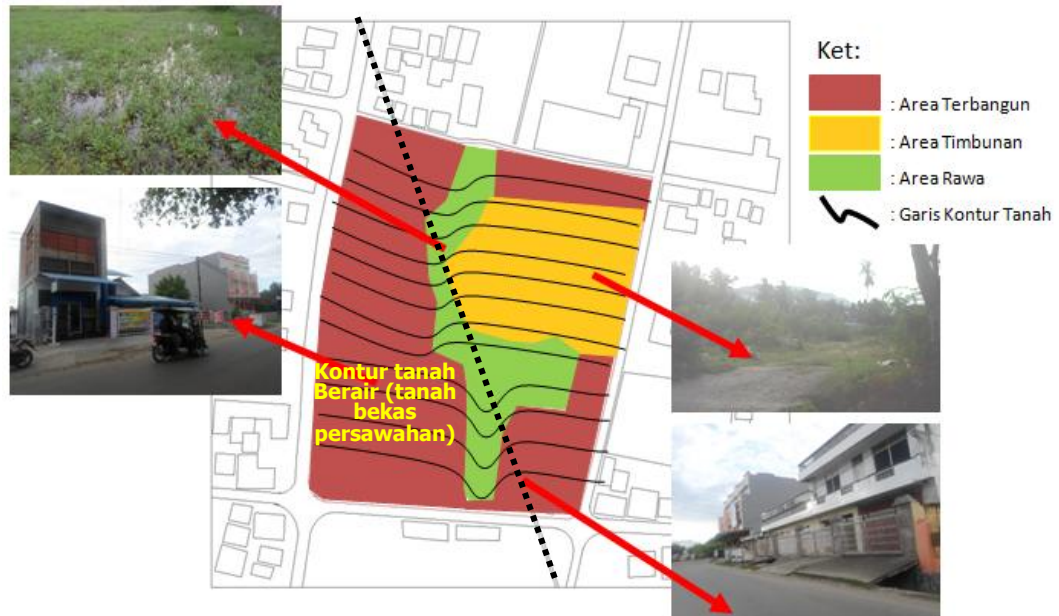 Ket:
: Area Terbangun
: Area Timbunan
: Area Rawa
: Garis Kontur Tanah
Kontur tanah
Berair (tanah
bekas
persawahan)